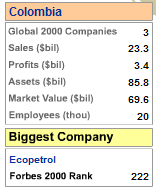 Colombia
Global 2000 Companies 3
Sales ($bil) 23.3
Profits ($bil) 3.4
Assets ($bil) 85.8
Market Value ($bil) 69.6
Employees (thou) 20
Biggest Company
Ecopetrol
Forbes 2000 Rank 222